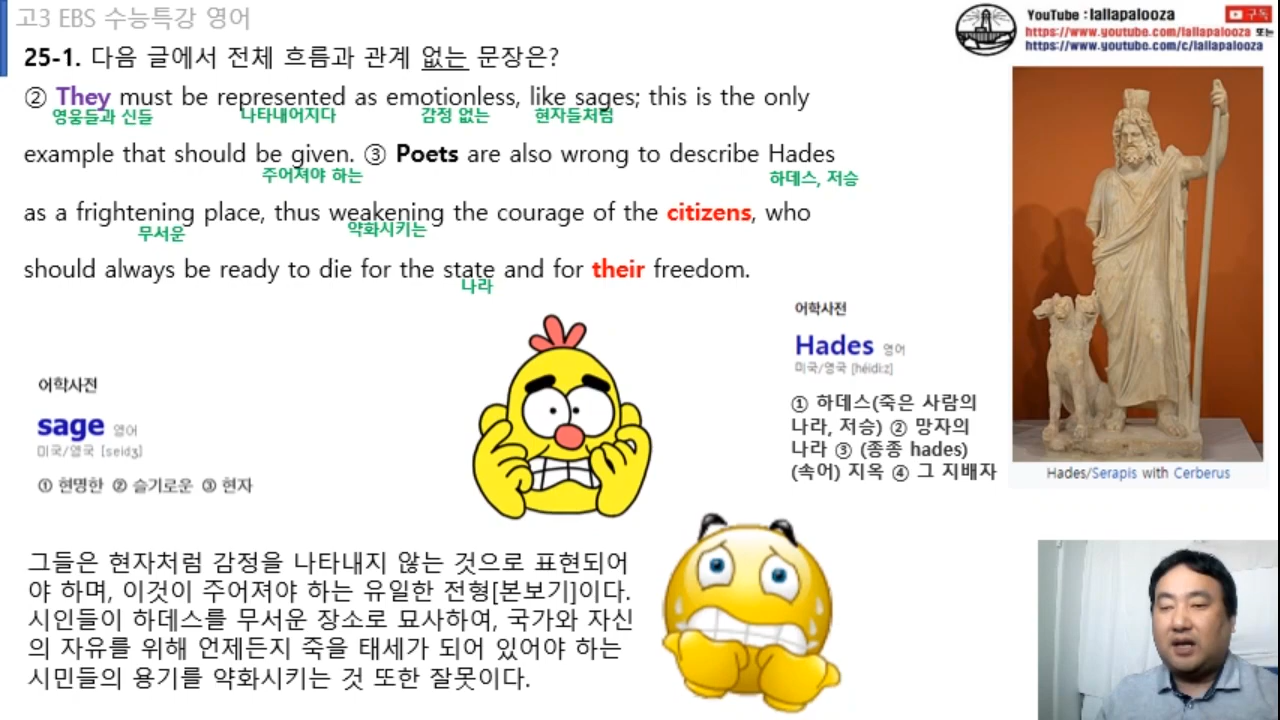 고3 EBS 수능특강 영어
YouTube : lallapalooza
구독
https://www.youtube.com/lallapalooza 또는
https://www.youtube.com/c/lallapalooza
25-1. 다음 글에서 전체 흐름과 관계 없는 문장은?
② They must be represented as emotionless, like sages; this is the only
영웅들과 신들 나타내어지다 감정 없는 현자들처럼
example that should be given. ③ Poets are also wrong to describe Hades
주어져야 하는 하데스, 저승
as a frightening place, thus weakening the courage of the citizens, who
무서운 약화시키는
should always be ready to die for the state and for their freedom.
나라
어학사전
Hades 영어
미국/영국 [héidi:z]
① 하데스(죽은 사람의
나라, 저승) ② 망자의
나라 ③ (종종 hades)
(속어) 지옥 ④ 그 지배자
Hades/Serapis with Cerberus
어학사전
sage 영어
미국/영국 [seidʒ]
① 현명한 ② 슬기로운 ③ 현자
그들은 현자처럼 감정을 나타내지 않는 것으로 표현되어
야 하며, 이것이 주어져야 하는 유일한 전형[본보기]이다.
시인들이 하데스를 무서운 장소로 묘사하여, 국가와 자신
의 자유를 위해 언제든지 죽을 태세가 되어 있어야 하는
시민들의 용기를 약화시키는 것 또한 잘못이다.